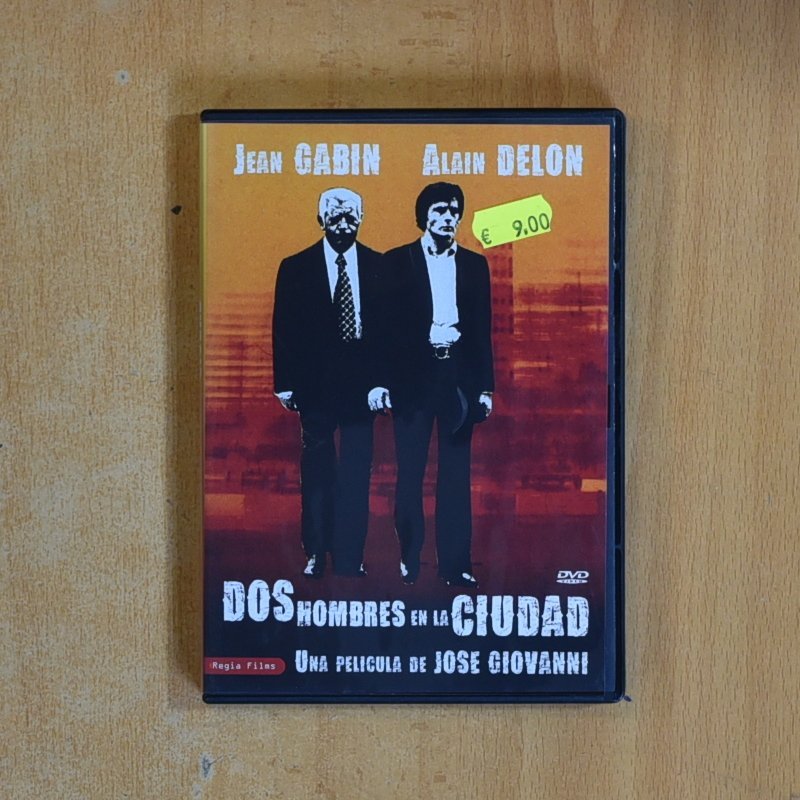 JEAN GABIN ALAIN DELON
€ 9.00
DVD
VIDEO
DOS HOMBRES EN LA CIUDAD
Regia Films
UNA PELICULA DE JOSE GIOVANNI